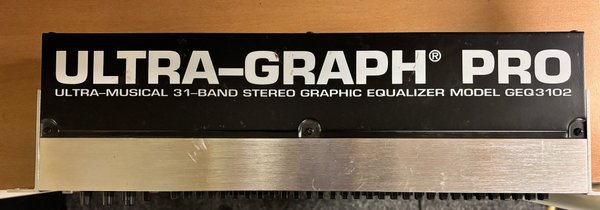 ULTRA–GRAPH® PRO
ULTRA–MUSICAL 31–BAND STEREO GRAPHIC EQUALIZER MODEL GEQ3102